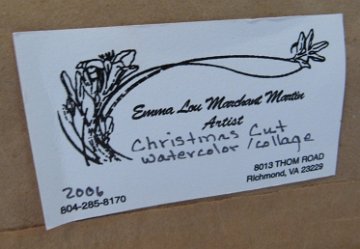 Emma Lou Marchant Martin
Artist
Christmas Cut
watercolor / collage
2006
804-285-8170
8013 THOM ROAD
Richmond, VA 23229